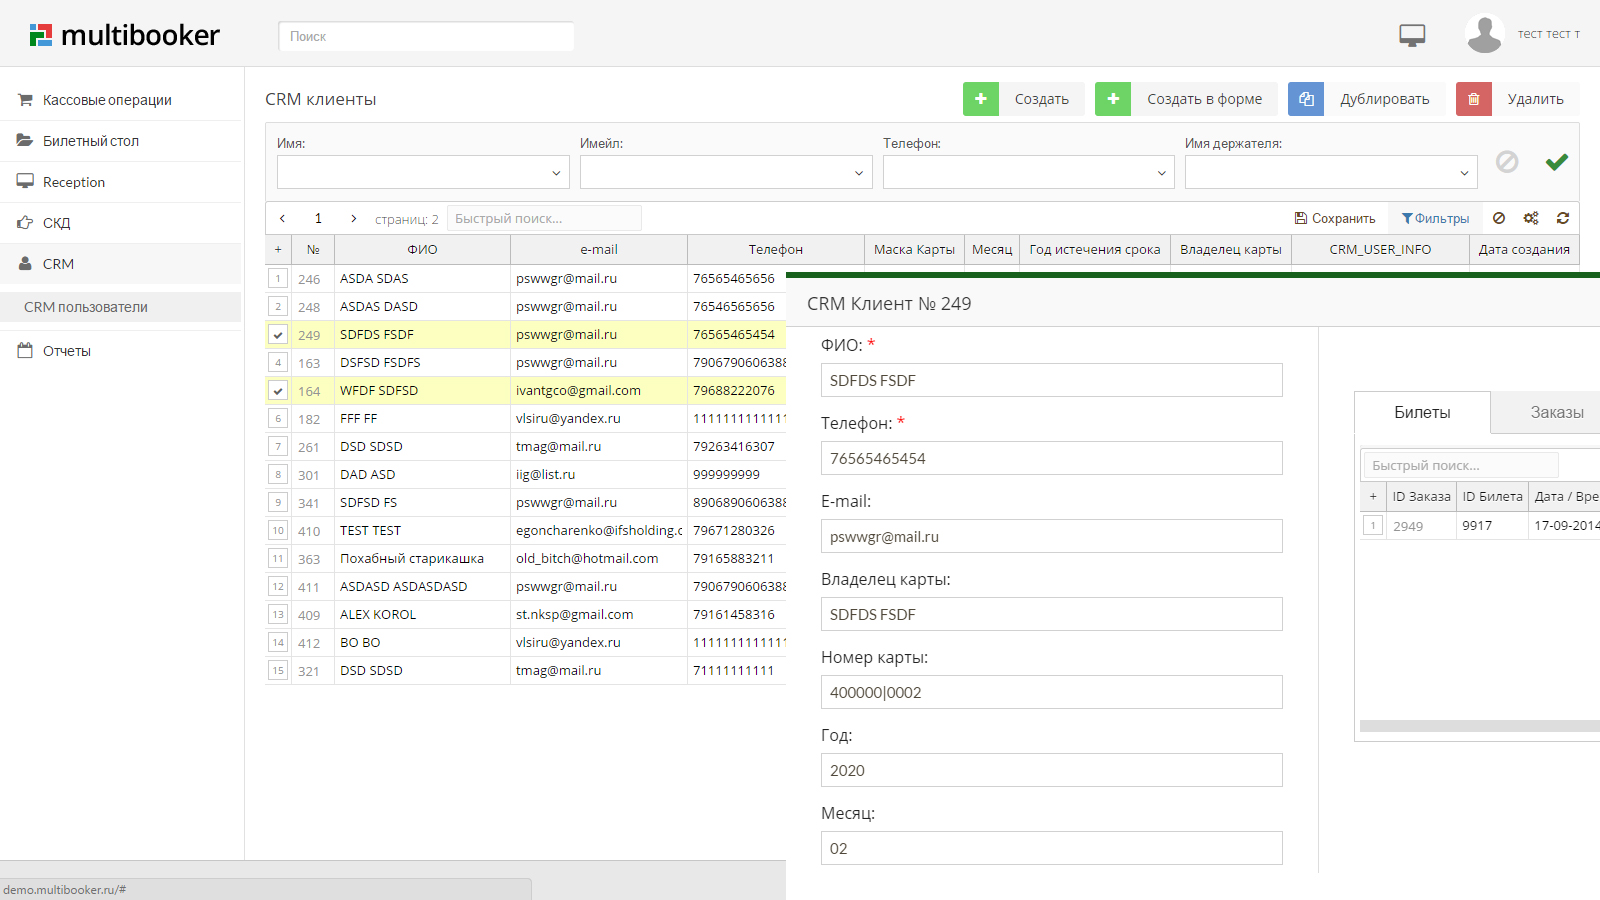 multibooker
Поиск
тест тест т
Кассовые операции
Билетный стол
Reception
СКД
CRM
CRM пользователи
Отчеты
CRM клиенты
Создать
Создать в форме
Дублировать
Удалить
Имя:
Имейл:
Телефон:
Имя держателя:
1
страниц: 2
Быстрый поиск...
Сохранить
Фильтры
+ № ФИО e-mail Телефон Маска Карты Месяц Год истечения срока Владелец карты CRM_USER_INFO Дата создания
1 246 ASDA SDAS pswwgr@mail.ru 76565465656
2 248 ASDAS DASD pswwgr@mail.ru 76546565656
249 SDFDS FSDF pswwgr@mail.ru 76565465454
4 163 DSFSD FSDFS pswwgr@mail.ru 7906790606388
164 WFDF SDFSD ivantgco@gmail.com 79688222076
6 182 FFF FF vlsiru@yandex.ru 1111111111111
7 261 DSD SDSD tmag@mail.ru 79263416307
8 301 DAD ASD iig@list.ru 999999999
9 341 SDFSD FS pswwgr@mail.ru 8906890606388
10 410 TEST TEST egoncharenko@ifsholding.c 79671280326
11 363 Похабный старикашка old_bitch@hotmail.com 79165883211
12 411 ASDASD ASDASDASD pswwgr@mail.ru 7906790606388
13 409 ALEX KOROL st.nksp@gmail.com 79161458316
14 412 BO BO vlsiru@yandex.ru 1111111111111
15 321 DSD SDSD tmag@mail.ru 71111111111
CRM Клиент № 249
ФИО: *
SDFDS FSDF
Телефон: *
76565465454
E-mail:
pswwgr@mail.ru
Владелец карты:
SDFDS FSDF
Номер карты:
400000|0002
Год:
2020
Месяц:
02
Билеты
Заказы
Быстрый поиск...
+ ID Заказа ID Билета Дата / Вре
1 2949 9917 17-09-2014
demo.multibooker.ru/#